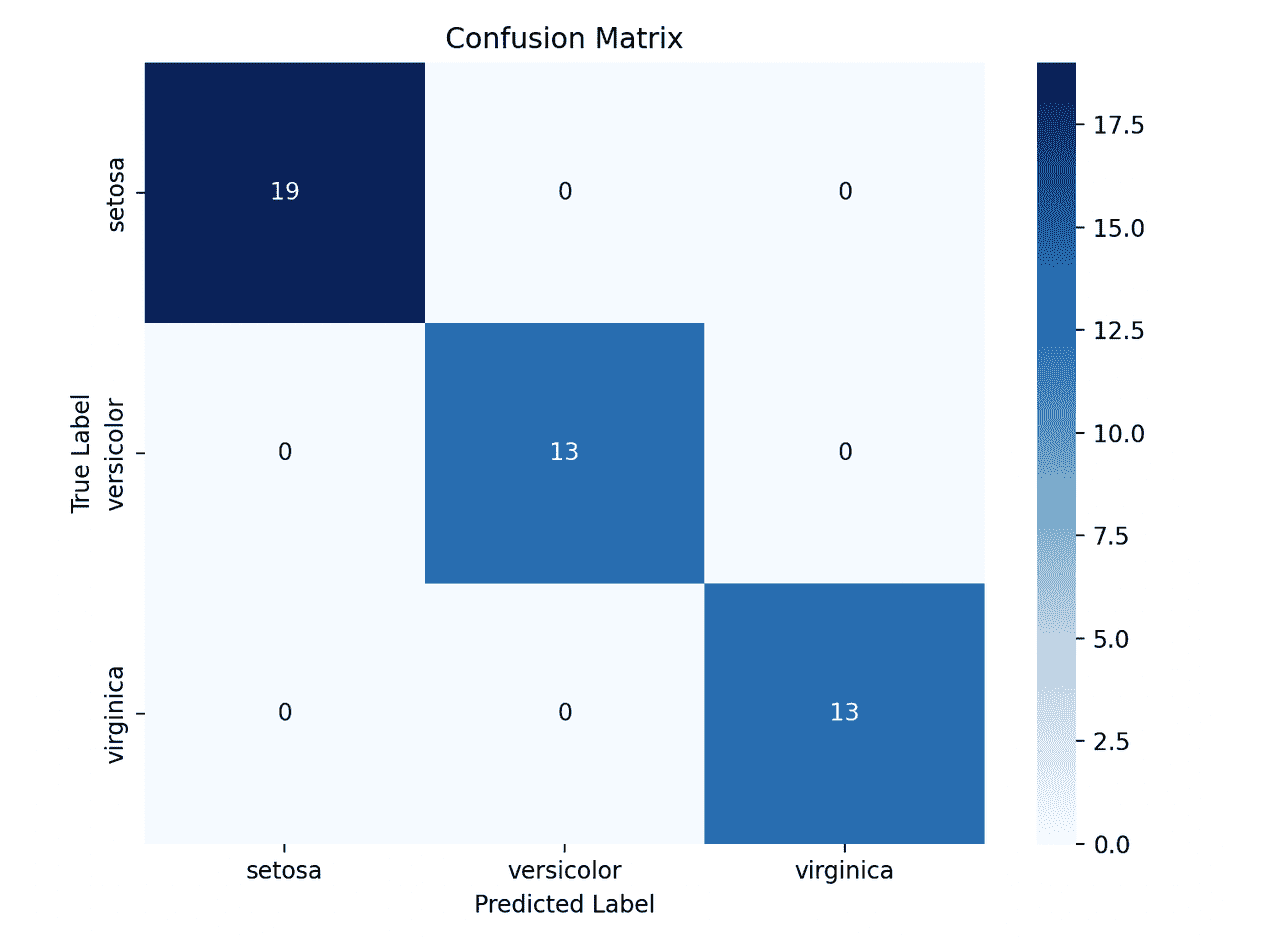 Confusion Matrix
setosa
19 0 0
True Label
versicolor
0 13 0
virginica
0 0 13
setosa versicolor virginica
Predicted Label
17.5
15.0
12.5
10.0
7.5
5.0
2.5
0.0